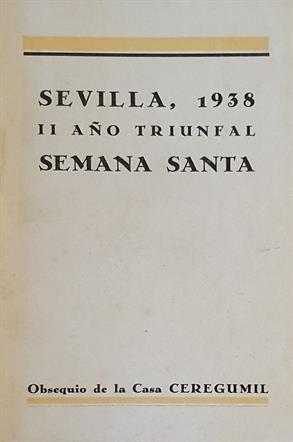 SEVILLA, 1938
II AÑO TRIUNFAL
SEMANA SANTA
Obsequio de la Casa CEREGUMIL